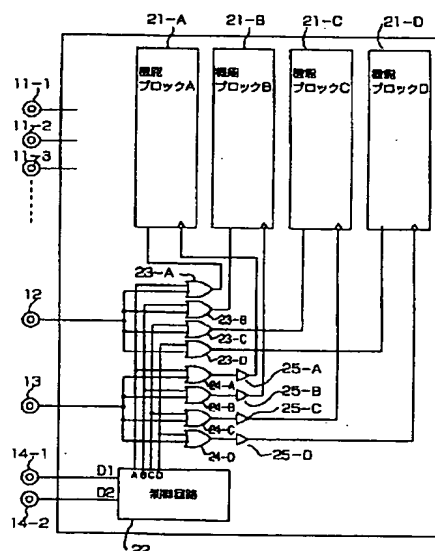 21-A
21-B
21-C
21-D
機能
ブロックA
機能
ブロックB
機能
ブロックC
機能
ブロックD
11-1
11-2
11-3
23-A
12
23-B
23-C
23-D
24-A
25-A
13
24-B
25-B
24-C
25-C
24-D
25-D
14-1
D1
A B C D
制御回路
14-2
D2
22